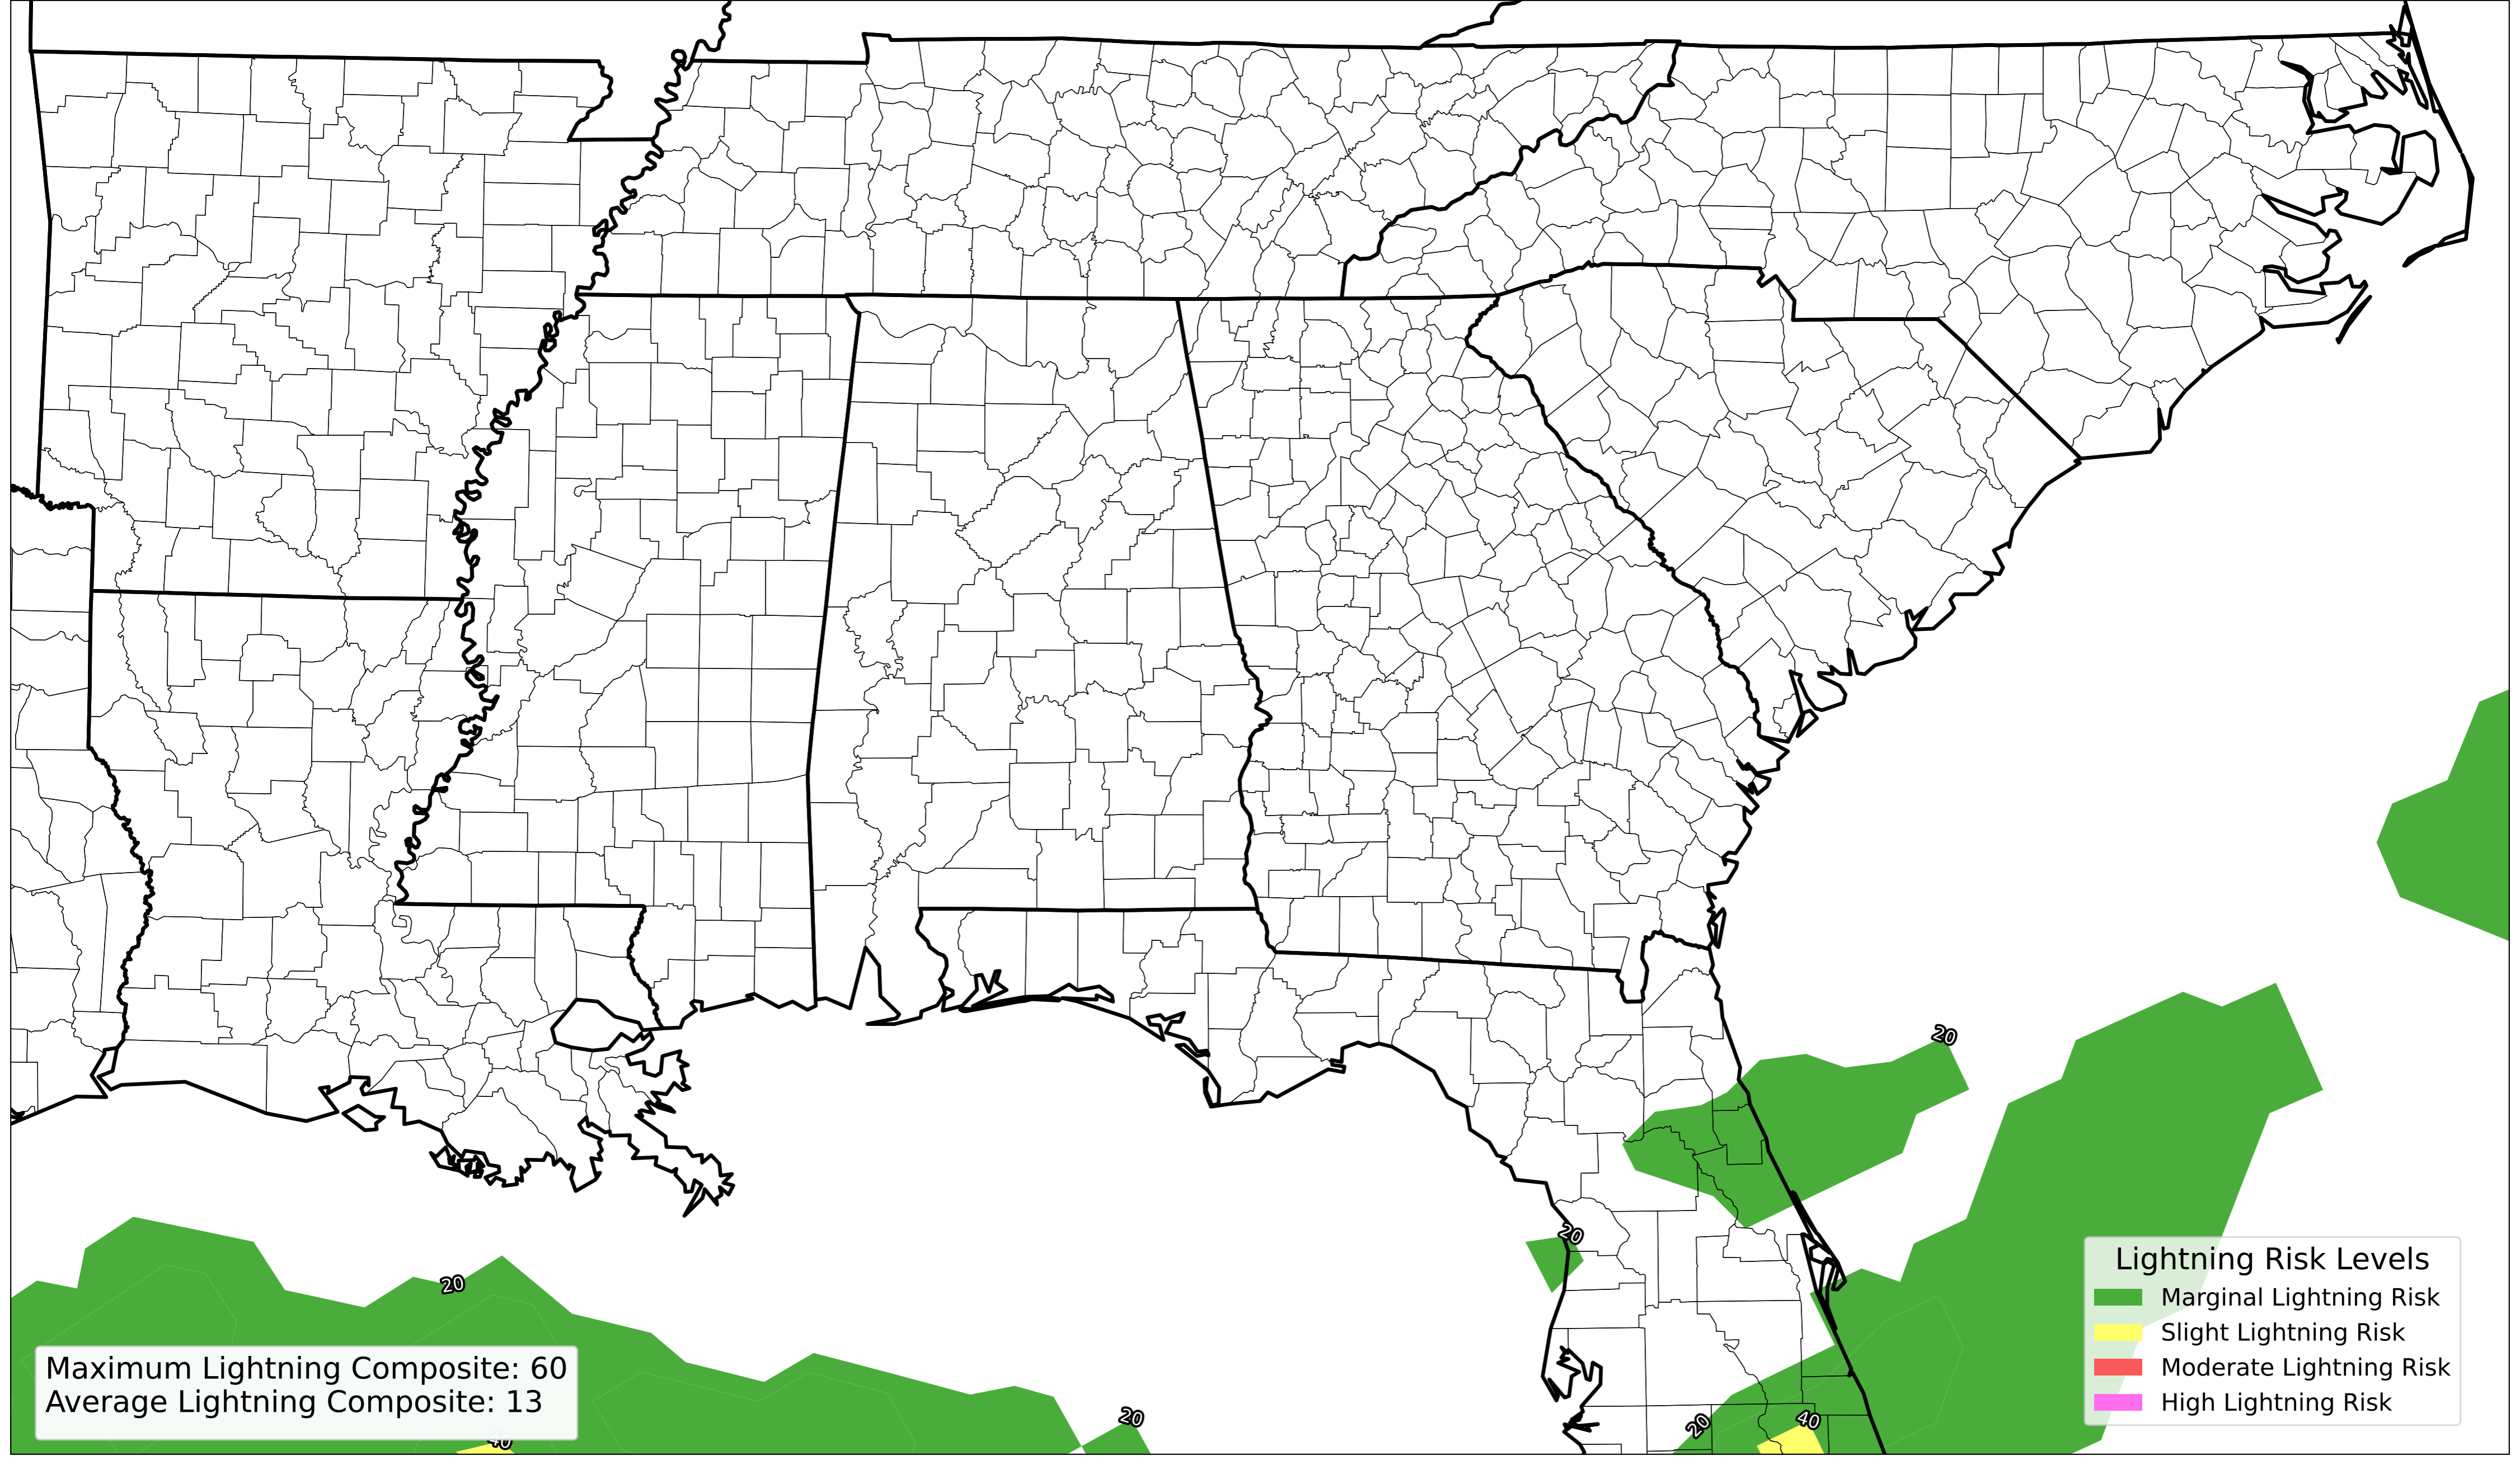 20
20
20
Lightning Risk Levels
Marginal Lightning Risk
Slight Lightning Risk
Moderate Lightning Risk
High Lightning Risk
Maximum Lightning Composite: 60
Average Lightning Composite: 13
20
20
40
40